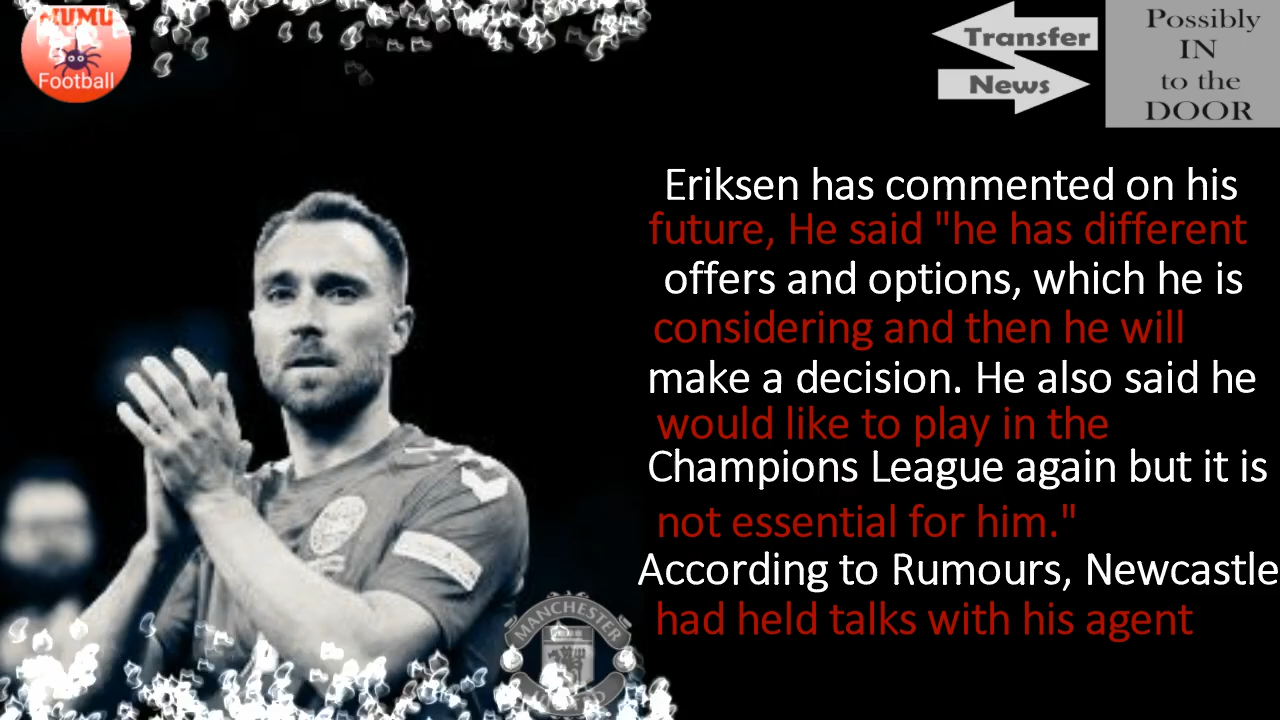 MUMU
Football
Transfer
News
Possibly
IN
to the
DOOR
Eriksen has commented on his
future, He said "he has different
offers and options, which he is
considering and then he will
make a decision. He also said he
would like to play in the
Champions League again but it is
not essential for him."
According to Rumours, Newcastle
had held talks with his agent
MANCHESTER